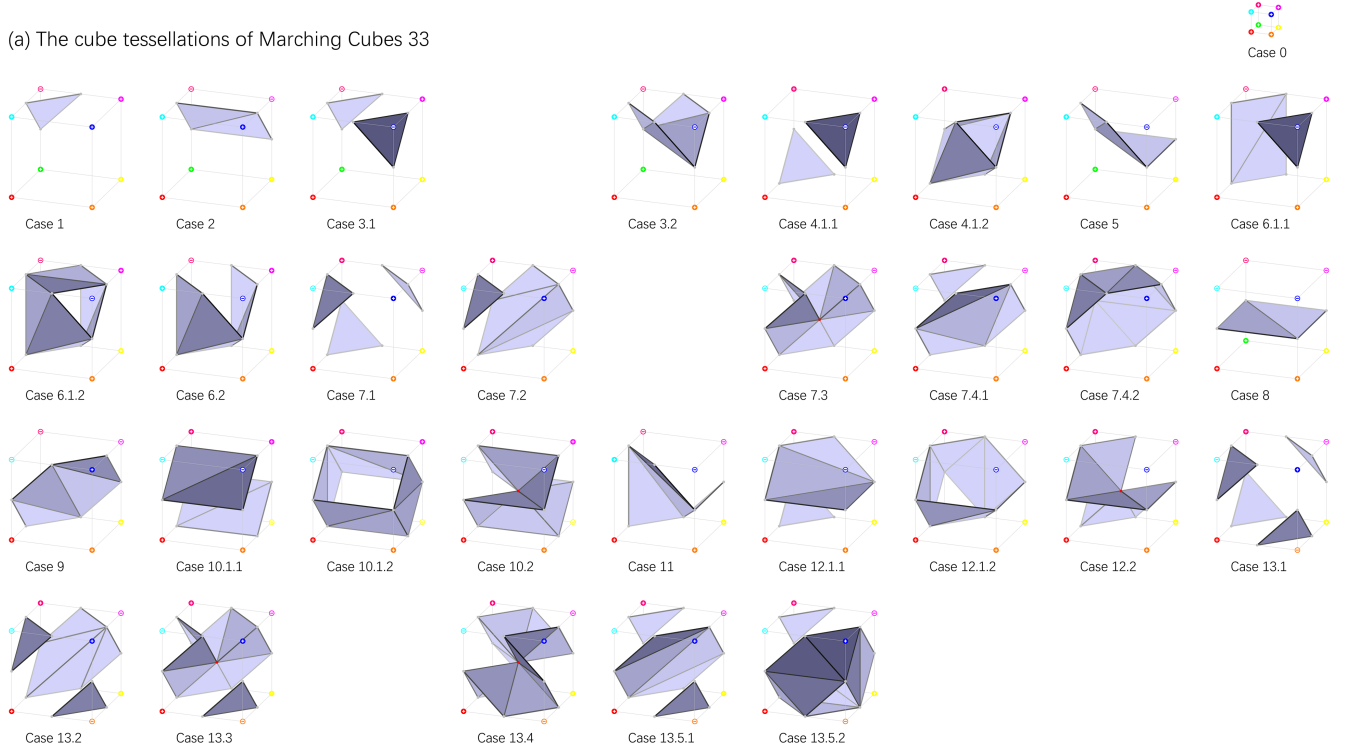 (a) The cube tessellations of Marching Cubes 33
Case 0
Case 1
Case 2
Case 3.1
Case 3.2
Case 4.1.1
Case 4.1.2
Case 5
Case 6.1.1
Case 6.1.2
Case 6.2
Case 7.1
Case 7.2
Case 7.3
Case 7.4.1
Case 7.4.2
Case 8
Case 9
Case 10.1.1
Case 10.1.2
Case 10.2
Case 11
Case 12.1.1
Case 12.1.2
Case 12.2
Case 13.1
Case 13.2
Case 13.3
Case 13.4
Case 13.5.1
Case 13.5.2